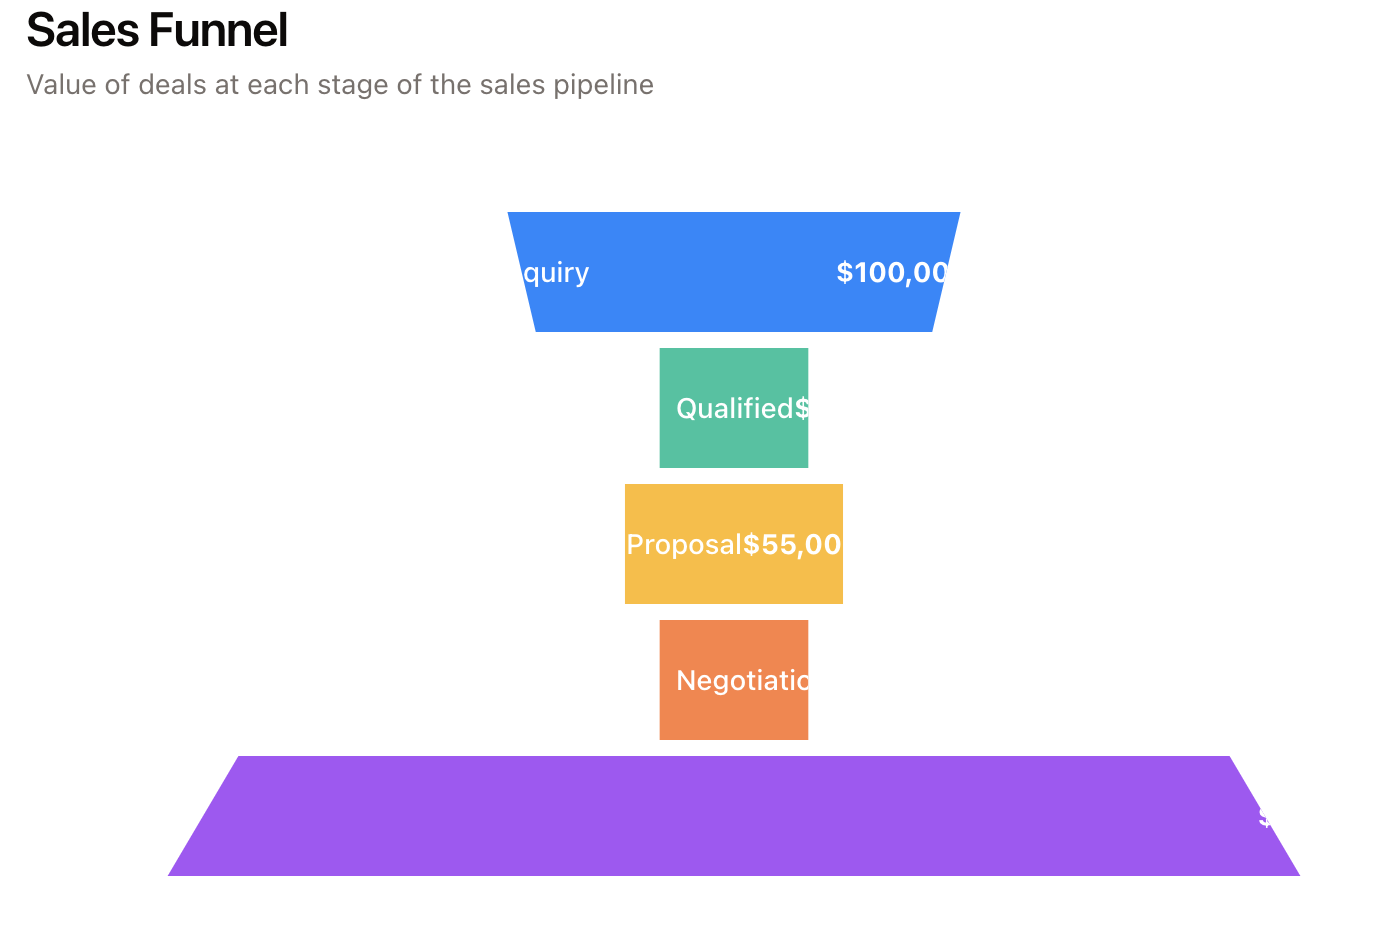 Sales Funnel
Value of deals at each stage of the sales pipeline
quiry $100,00
Qualified$
Proposal$55,00
Negotiatio
$